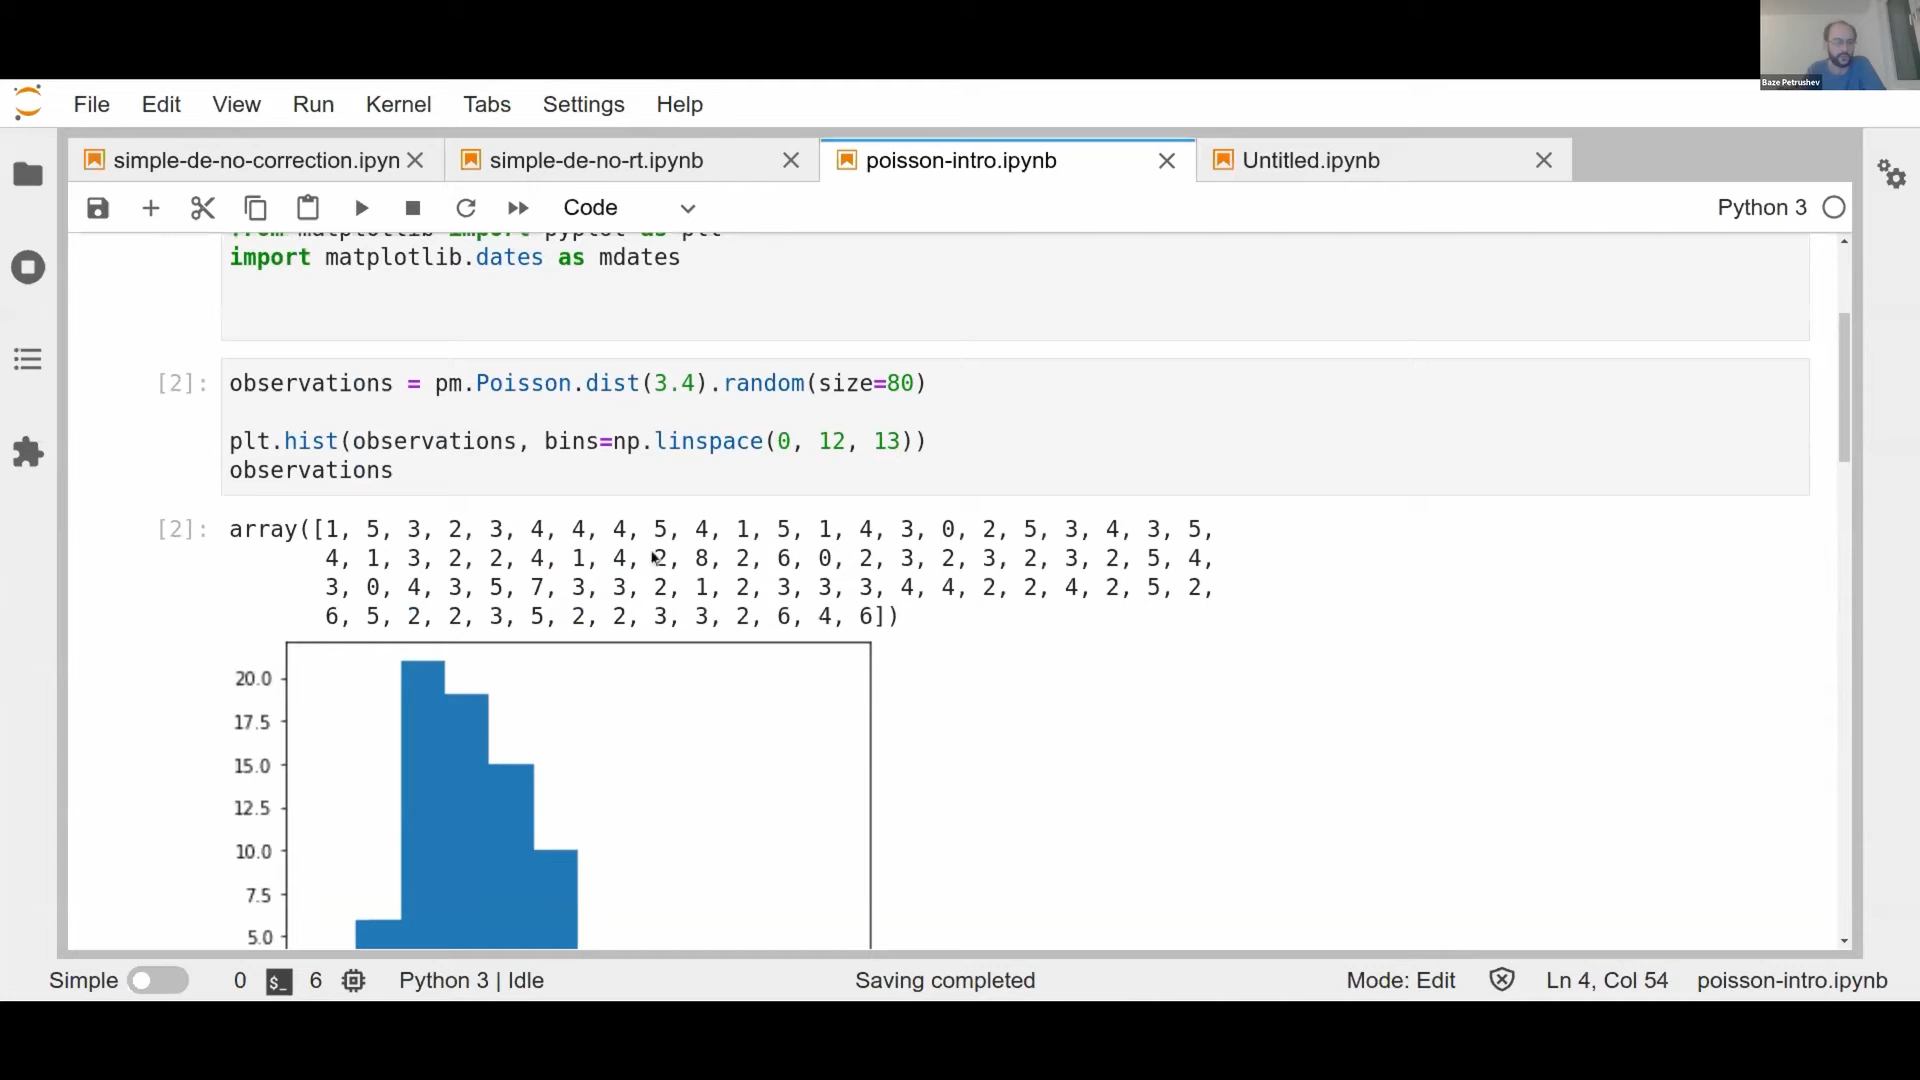 Baze Petrushev
File Edit View Run Kernel Tabs Settings Help
simple-de-no-correction.ipyn simple-de-no-rt.ipynb poisson-intro.ipynb Untitled.ipynb
Code Python 3
from matplotlib import pyplot as plt
import matplotlib.dates as mdates
[2]: observations = pm.Poisson.dist(3.4).random(size=80)
plt.hist(observations, bins=np.linspace(0, 12, 13))
observations
[2]: array([1, 5, 3, 2, 3, 4, 4, 4, 5, 4, 1, 5, 1, 4, 3, 0, 2, 5, 3, 4, 3, 5,
4, 1, 3, 2, 2, 4, 1, 4, 2, 8, 2, 6, 0, 2, 3, 2, 3, 2, 3, 2, 5, 4,
3, 0, 4, 3, 5, 7, 3, 3, 2, 1, 2, 3, 3, 3, 4, 4, 2, 2, 4, 2, 5, 2,
6, 5, 2, 2, 3, 5, 2, 2, 3, 3, 2, 6, 4, 6])
20.0
17.5
15.0
12.5
10.0
7.5
5.0
Simple 0 $_ 6 Python 3 | Idle Saving completed Mode: Edit Ln 4, Col 54 poisson-intro.ipynb